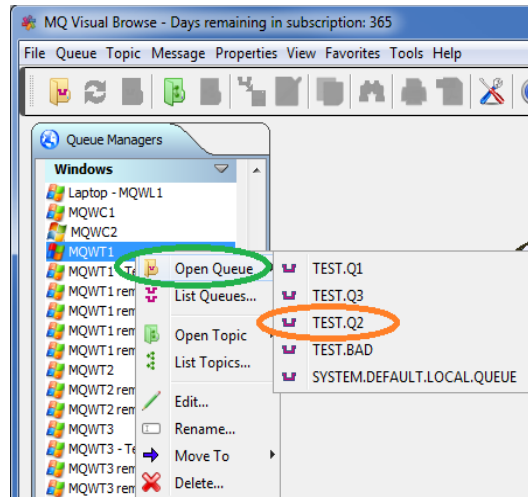 MQ Visual Browse - Days remaining in subscription: 365
File Queue Topic Message Properties View Favorites Tools Help
Queue Managers
Windows
Laptop - MQWL1
MQWC1
MQWC2
MQWT1
MQWT1 - Te
MQWT1 rem
MQWT1 rem
MQWT1 rem
MQWT1 rem
MQWT2
MQWT2 rem
MQWT2 rem
MQWT3
MQWT3 - Te
MQWT3 rem
MQWT3 rem
Open Queue
List Queues...
Open Topic
List Topics...
Edit...
Rename...
Move To
Delete...
TEST.Q1
TEST.Q3
TEST.Q2
TEST.BAD
SYSTEM.DEFAULT.LOCAL.QUEUE